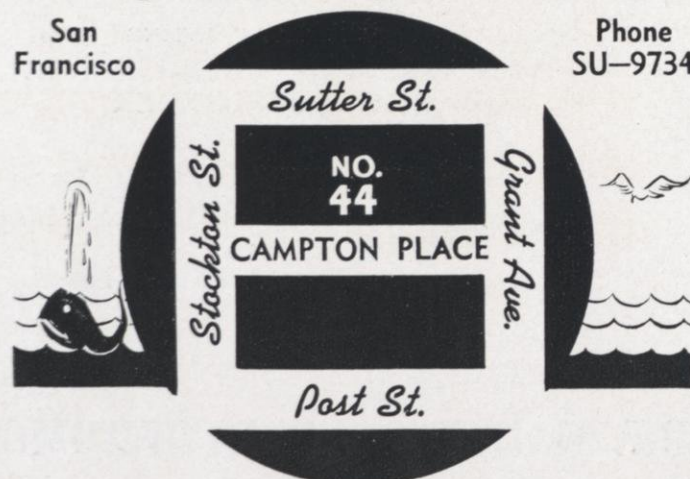 San
Francisco
Phone
SU—9734
Sutter St.
Stockton St.
NO.
44
Grant Ave.
CAMPTON PLACE
Post St.